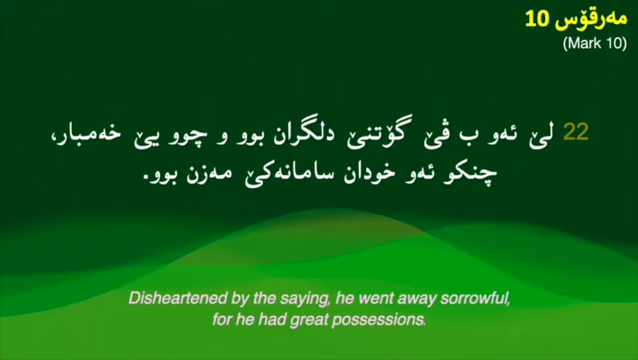 مەرقۆس 10
(Mark 10)
22 لێ ئەو ب ڤێ گۆتنێ دلگران بوو و چوو یێ خەمبار،
چنکو ئەو خودان سامانەکێ مەزن بوو.
Disheartened by the saying, he went away sorrowful,
for he had great possessions.